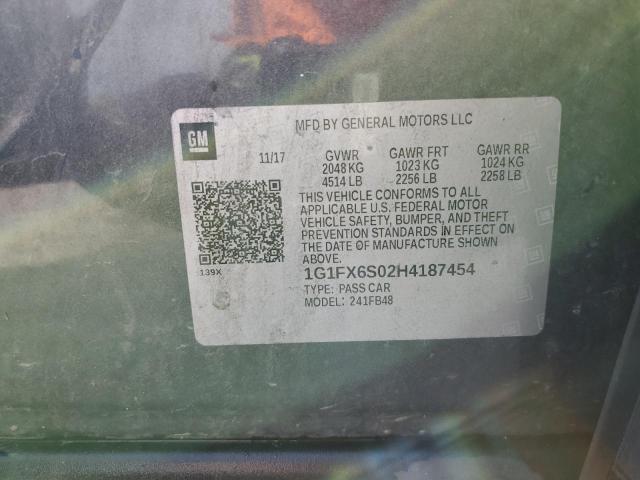 MFD BY GENERAL MOTORS LLC
GM
11/17 GVWR GAWR FRT GAWR RR
2048 KG 1023 KG 1024 KG
4514 LB 2256 LB 2258 LB
THIS VEHICLE CONFORMS TO ALL
APPLICABLE U.S. FEDERAL MOTOR
VEHICLE SAFETY, BUMPER, AND THEFT
PREVENTION STANDARDS IN EFFECT ON
THE DATE OF MANUFACTURE SHOWN
ABOVE.
139X
1G1FX6S02H4187454
TYPE: PASS CAR
MODEL: 241FB48